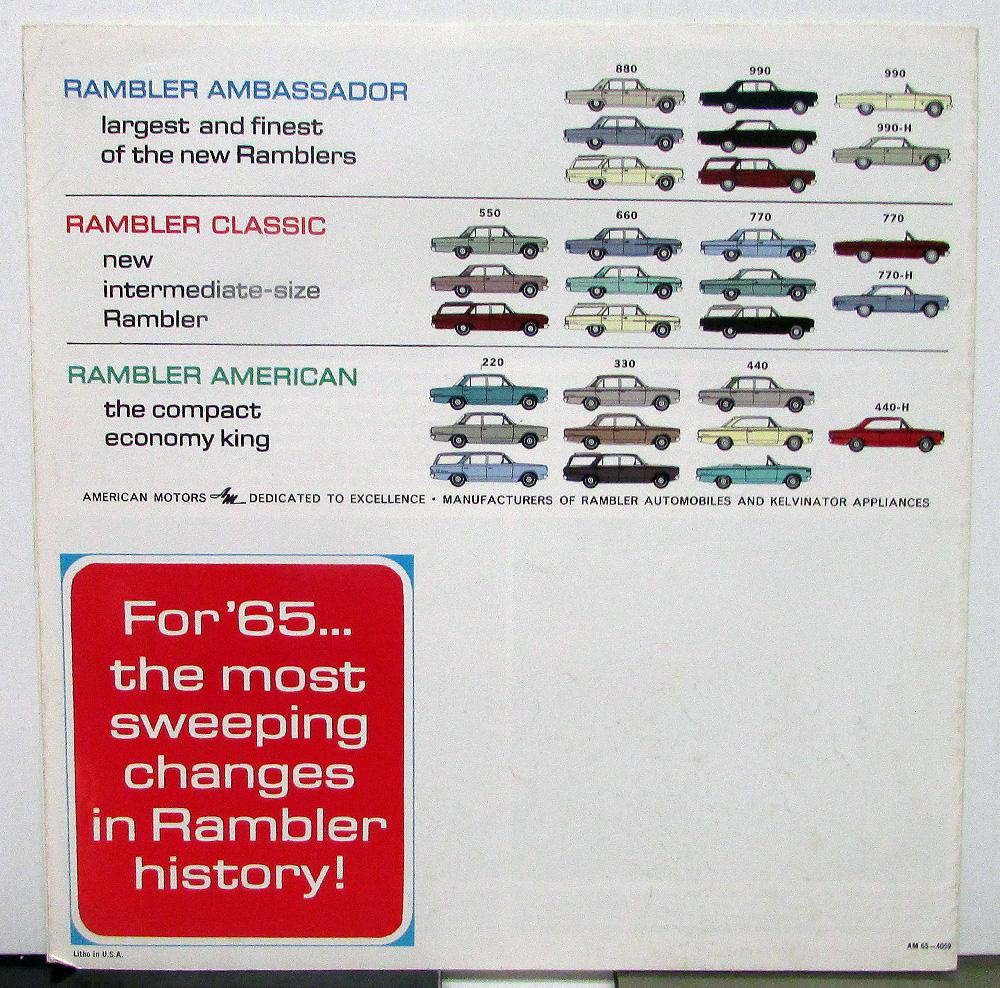 RAMBLER AMBASSADOR
largest and finest
of the new Ramblers
880 990 990
990-H
RAMBLER CLASSIC
new
intermediate-size
Rambler
550 660 770 770
770-H
RAMBLER AMERICAN
the compact
economy king
220 330 440
440-H
AMERICAN MOTORS AM DEDICATED TO EXCELLENCE • MANUFACTURERS OF RAMBLER AUTOMOBILES AND KELVINATOR APPLIANCES
For '65...
the most
sweeping
changes
in Rambler
history!
Litho in U.S.A.
AM 65—4059